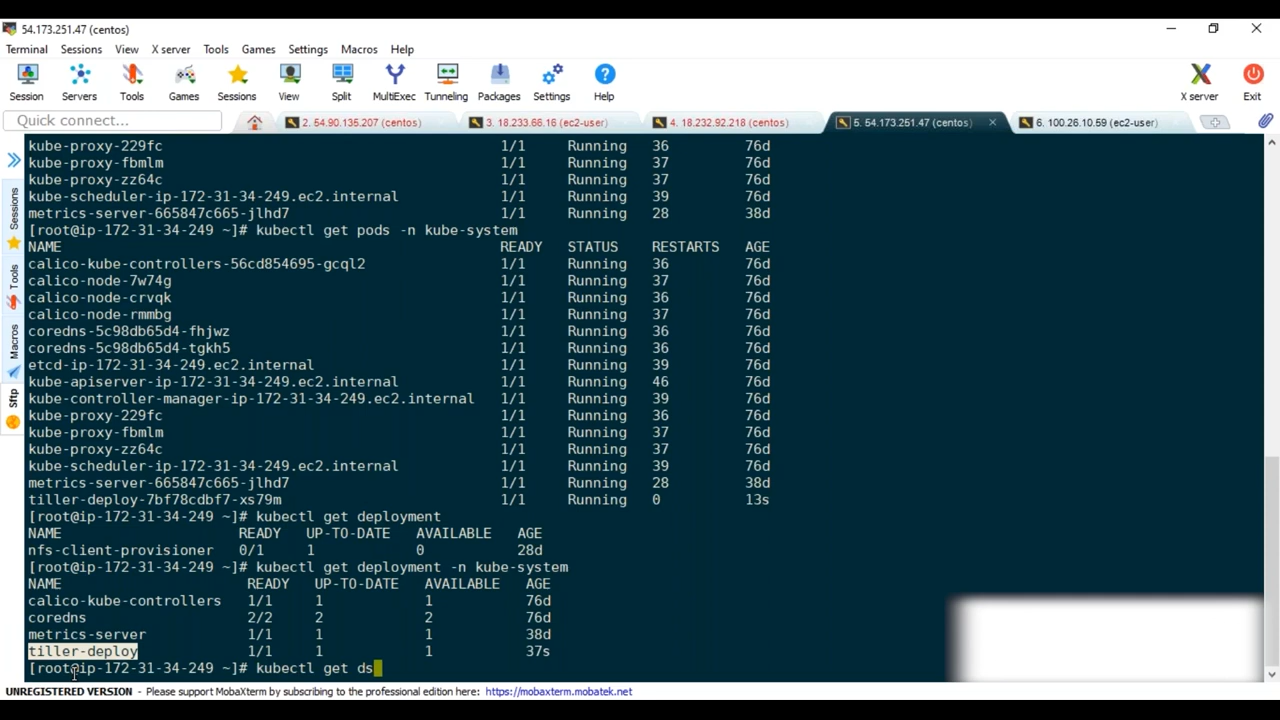 54.173.251.47 (centos)
Terminal Sessions View X server Tools Games Settings Macros Help
Session Servers Tools Games Sessions View Split MultiExec Tunneling Packages Settings Help X server Exit
Quick connect... 2. 54.90.135.207 (centos) 3. 18.233.66.16 (ec2-user) 4. 18.232.92.218 (centos) 5. 54.173.251.47 (centos) 6. 100.26.10.59 (ec2-user)
Sessions
Tools
Macros
Sftp
kube-proxy-229fc 1/1 Running 36 76d
kube-proxy-fbmlm 1/1 Running 37 76d
kube-proxy-zz64c 1/1 Running 37 76d
kube-scheduler-ip-172-31-34-249.ec2.internal 1/1 Running 39 76d
metrics-server-665847c665-jlhd7 1/1 Running 28 38d
[root@ip-172-31-34-249 ~]# kubectl get pods -n kube-system
NAME READY STATUS RESTARTS AGE
calico-kube-controllers-56cd854695-gcql2 1/1 Running 36 76d
calico-node-7w74g 1/1 Running 37 76d
calico-node-crvqk 1/1 Running 36 76d
calico-node-rmmbg 1/1 Running 37 76d
coredns-5c98db65d4-fhjwz 1/1 Running 36 76d
coredns-5c98db65d4-tgkh5 1/1 Running 36 76d
etcd-ip-172-31-34-249.ec2.internal 1/1 Running 39 76d
kube-apiserver-ip-172-31-34-249.ec2.internal 1/1 Running 46 76d
kube-controller-manager-ip-172-31-34-249.ec2.internal 1/1 Running 39 76d
kube-proxy-229fc 1/1 Running 36 76d
kube-proxy-fbmlm 1/1 Running 37 76d
kube-proxy-zz64c 1/1 Running 37 76d
kube-scheduler-ip-172-31-34-249.ec2.internal 1/1 Running 39 76d
metrics-server-665847c665-jlhd7 1/1 Running 28 38d
tiller-deploy-7bf78cdbf7-xs79m 1/1 Running 0 13s
[root@ip-172-31-34-249 ~]# kubectl get deployment
NAME READY UP-TO-DATE AVAILABLE AGE
nfs-client-provisioner 0/1 1 0 28d
[root@ip-172-31-34-249 ~]# kubectl get deployment -n kube-system
NAME READY UP-TO-DATE AVAILABLE AGE
calico-kube-controllers 1/1 1 1 76d
coredns 2/2 2 2 76d
metrics-server 1/1 1 1 38d
tiller-deploy 1/1 1 1 37s
[root@ip-172-31-34-249 ~]# kubectl get ds
UNREGISTERED VERSION - Please support MobaXterm by subscribing to the professional edition here: https://mobaxterm.mobatek.net